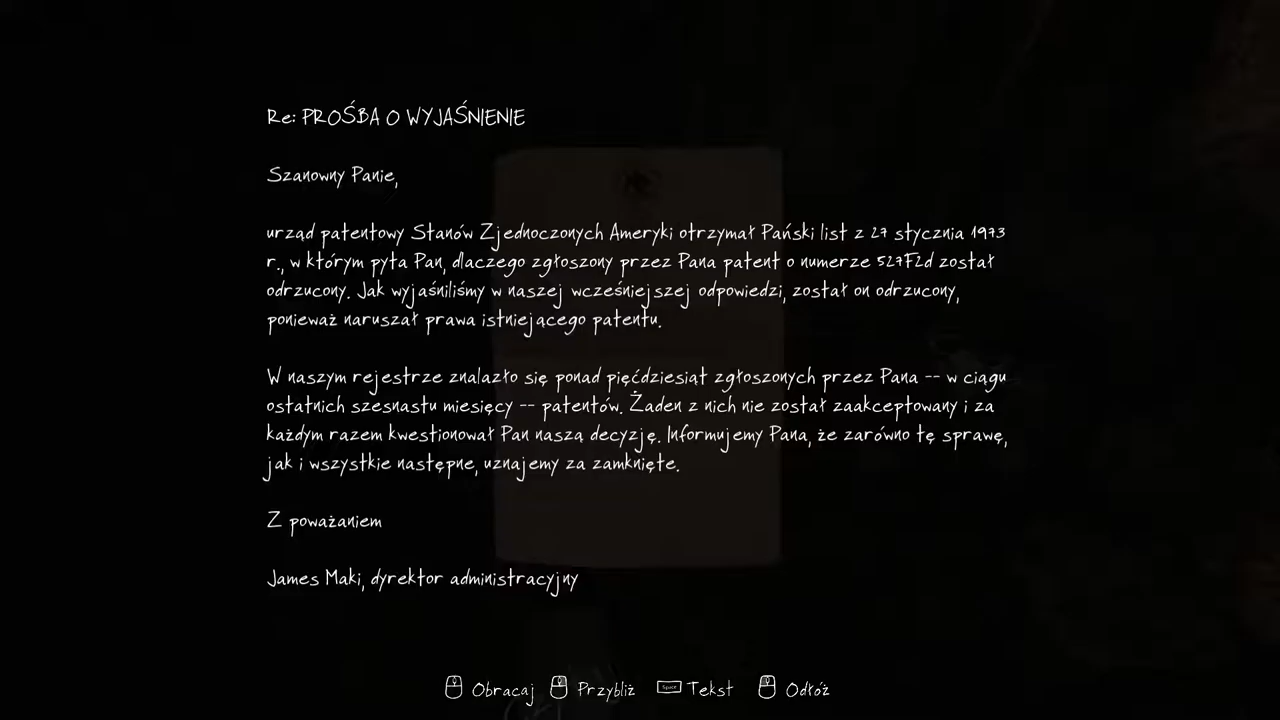 Re: PROŚBA O WYJAŚNIENIE
Szanowny Panie,
urząd patentowy Stanów Zjednoczonych Ameryki otrzymał Pański list z 27 stycznia 1973
r., w którym pyta Pan, dlaczego zgłoszony przez Pana patent o numerze 527F2d został
odrzucony. Jak wyjaśniliśmy w naszej wcześniejszej odpowiedzi, został on odrzucony,
ponieważ naruszał prawa istniejącego patentu.
W naszym rejestrze znalazło się ponad pięćdziesiąt zgłoszonych przez Pana -- w ciągu
ostatnich szesnastu miesięcy -- patentów. Żaden z nich nie został zaakceptowany i za
każdym razem kwestionował Pan naszą decyzję. Informujemy Pana, że zarówno tę sprawę,
jak i wszystkie następne, uznajemy za zamknięte.
Z poważaniem
James Maki, dyrektor administracyjny
Obracaj Przybliż Space Tekst Odłóż